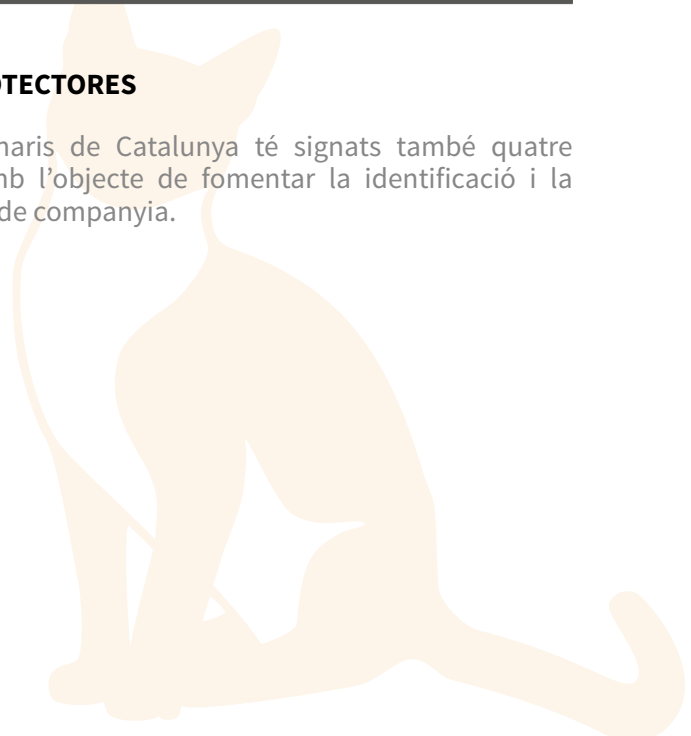 OTECTORES
naris de Catalunya té signats també quatre
mb l’objecte de fomentar la identificació i la
de companyia.